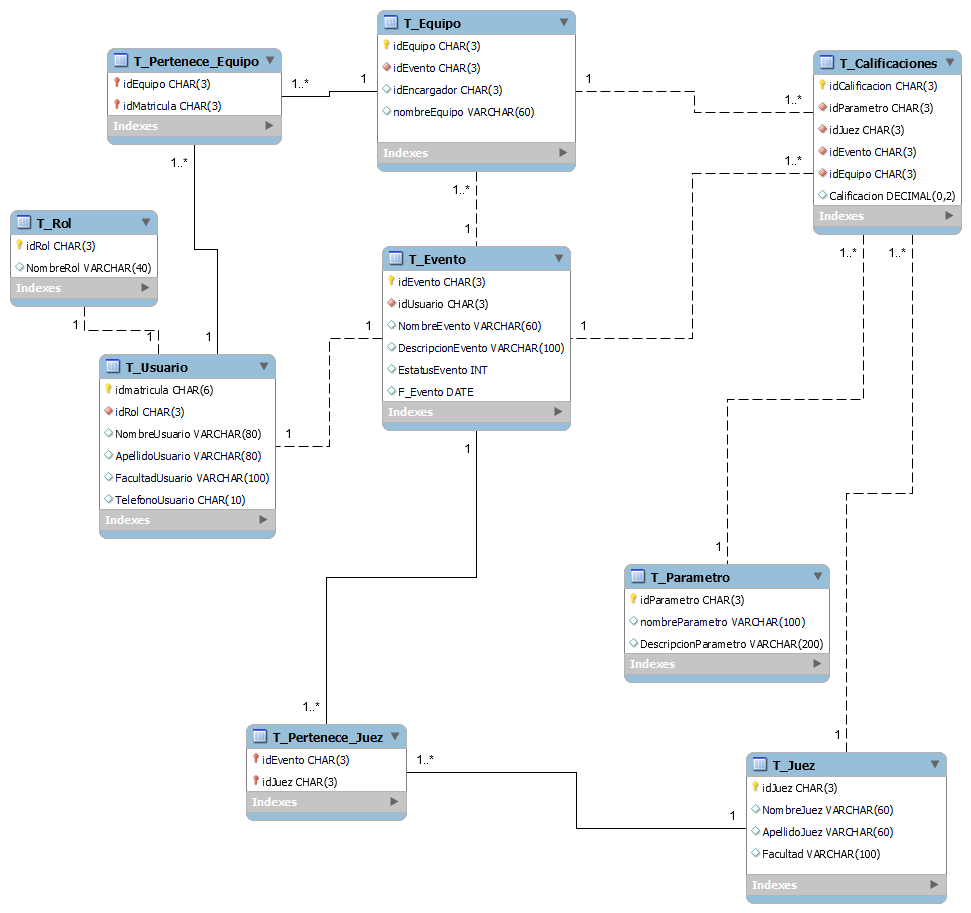 T_Equipo
idEquipo CHAR(3)
idEvento CHAR(3)
idEncargador CHAR(3)
nombreEquipo VARCHAR(60)
Indexes
T_Pertenece_Equipo
idEquipo CHAR(3)
idMatricula CHAR(3)
Indexes
1..*
1
1
1..*
T_Calificaciones
idCalificacion CHAR(3)
idParametro CHAR(3)
idJuez CHAR(3)
idEvento CHAR(3)
idEquipo CHAR(3)
Calificacion DECIMAL(0,2)
Indexes
1..*
1..*
1..*
1
T_Rol
idRol CHAR(3)
NombreRol VARCHAR(40)
Indexes
1
1
1
T_Evento
idEvento CHAR(3)
idUsuario CHAR(3)
NombreEvento VARCHAR(60)
DescripcionEvento VARCHAR(100)
EstatusEvento INT
F_Evento DATE
Indexes
1
1
1..*
1..*
T_Usuario
idmatricula CHAR(6)
idRol CHAR(3)
NombreUsuario VARCHAR(80)
ApellidoUsuario VARCHAR(80)
FacultadUsuario VARCHAR(100)
TelefonoUsuario CHAR(10)
Indexes
1
1
1
T_Parametro
idParametro CHAR(3)
nombreParametro VARCHAR(100)
DescripcionParametro VARCHAR(200)
Indexes
1..*
T_Pertenece_Juez
idEvento CHAR(3)
idJuez CHAR(3)
Indexes
1..*
1
1
T_Juez
idJuez CHAR(3)
NombreJuez VARCHAR(60)
ApellidoJuez VARCHAR(60)
Facultad VARCHAR(100)
Indexes